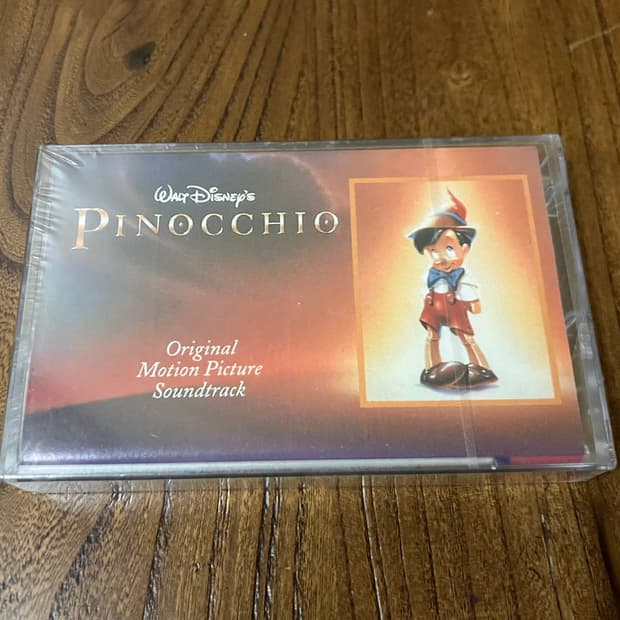 Walt Disney's
PINOCCHIO
Original
Motion Picture
Soundtrack